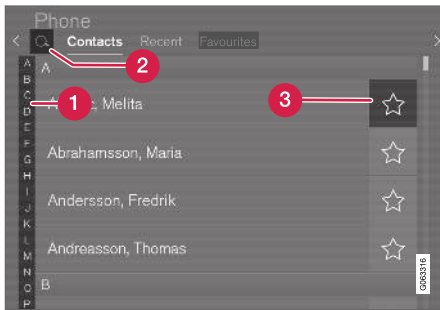 Phone
Contacts Recent Favourites
A
B
C
D
E
F
G
H
I
J
K
L
M
N
O
P
2
A
1
, Melita
3
Abrahamsson, Maria
Andersson, Fredrik
Andreasson, Thomas
B
G063316